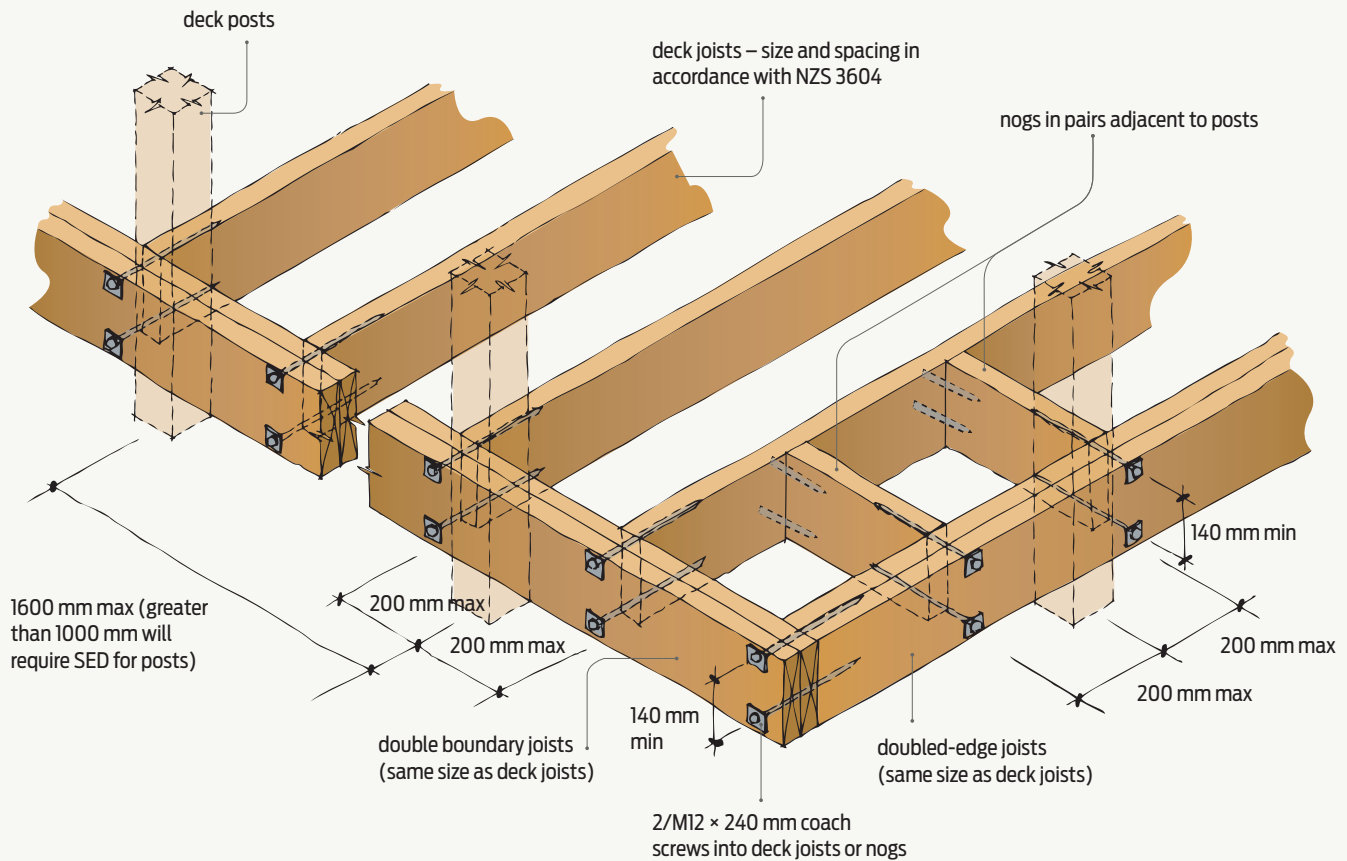 deck posts
deck joists – size and spacing in
accordance with NZS 3604
nogs in pairs adjacent to posts
140 mm min
1600 mm max (greater
than 1000 mm will
require SED for posts)
200 mm max
200 mm max
200 mm max
200 mm max
140 mm
min
double boundary joists
(same size as deck joists)
doubled-edge joists
(same size as deck joists)
2/M12 × 240 mm coach
screws into deck joists or nogs